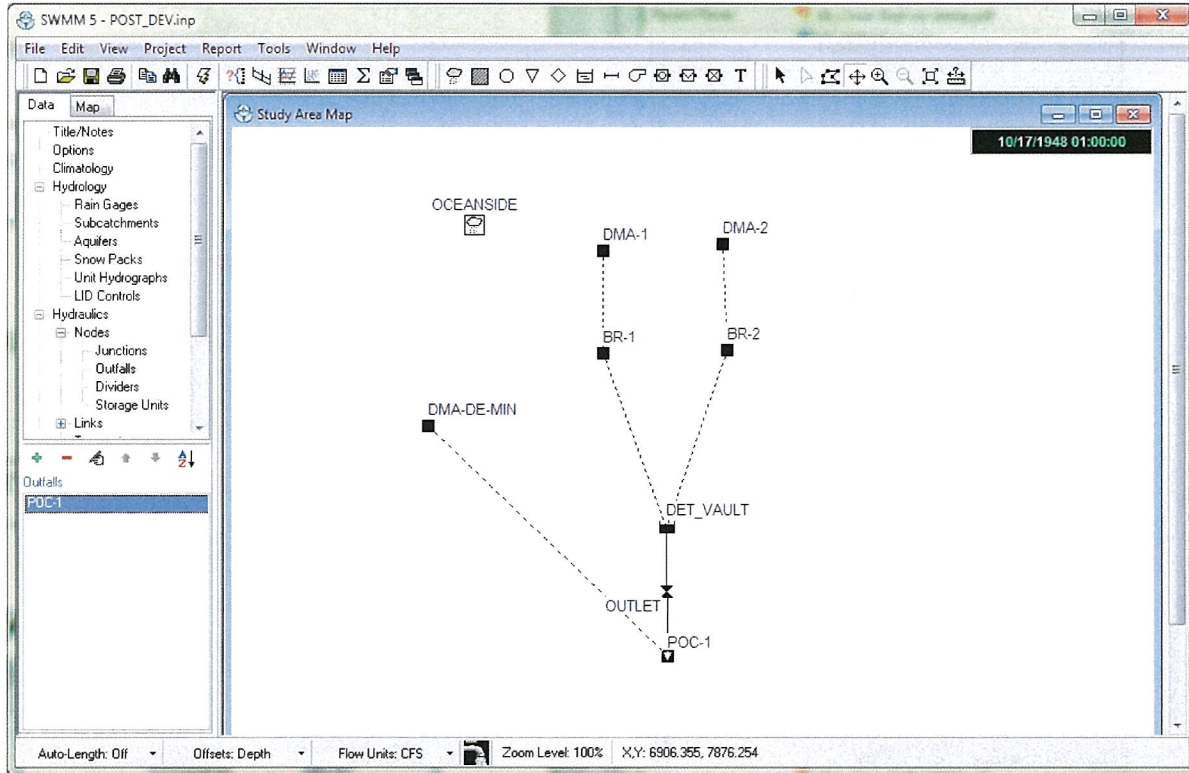 SWMM 5 - POST_DEV.inp
File Edit View Project Report Tools Window Help
T
Data Map
Title/Notes
Options
Climatology
Hydrology
Rain Gages
Subcatchments
Aquifers
Snow Packs
Unit Hydrographs
LID Controls
Hydraulics
Nodes
Junctions
Outfalls
Dividers
Storage Units
Links
Outfalls
POC-1
Study Area Map
10/17/1948 01:00:00
OCEANSIDE
DMA-1
DMA-2
BR-1
BR-2
DMA-DE-MIN
DET_VAULT
OUTLET
POC-1
Auto-Length: Off Offsets: Depth Flow Units: CFS Zoom Level: 100% X,Y: 6906.355, 7876.254